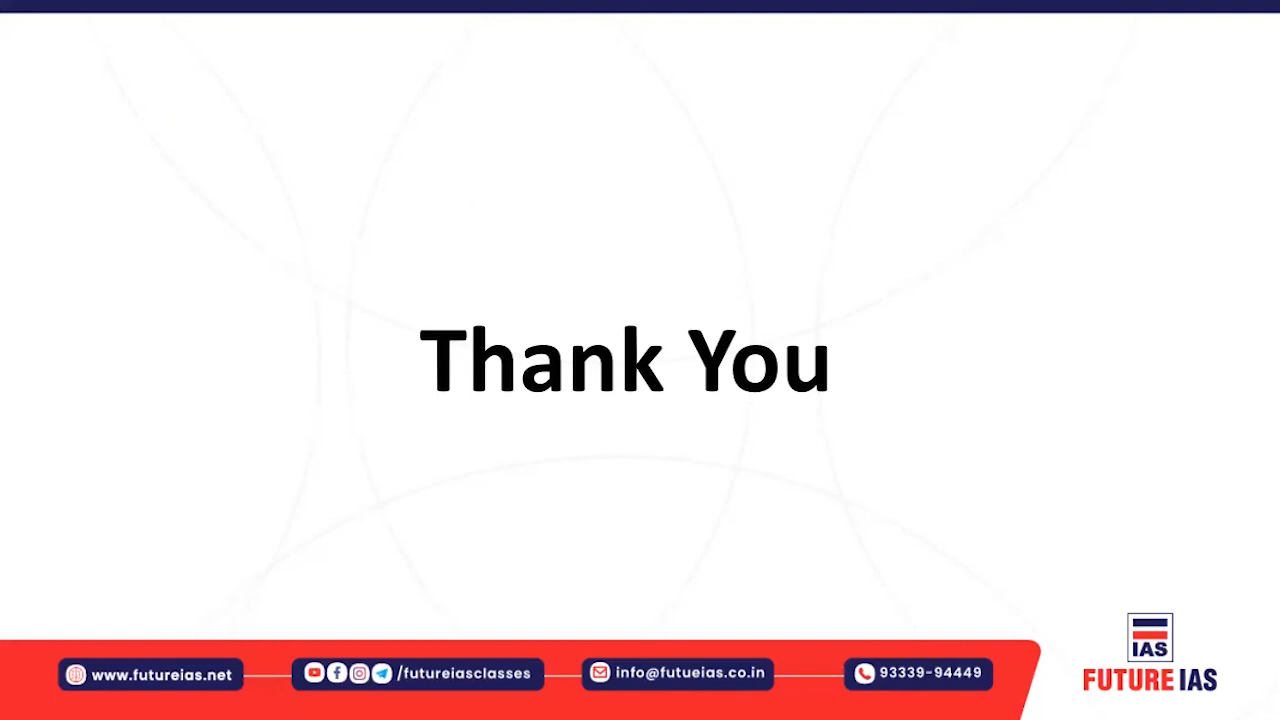 Thank You
www.futureias.net
/futureiasclasses
info@futueias.co.in
93339-94449
IAS
FUTURE IAS